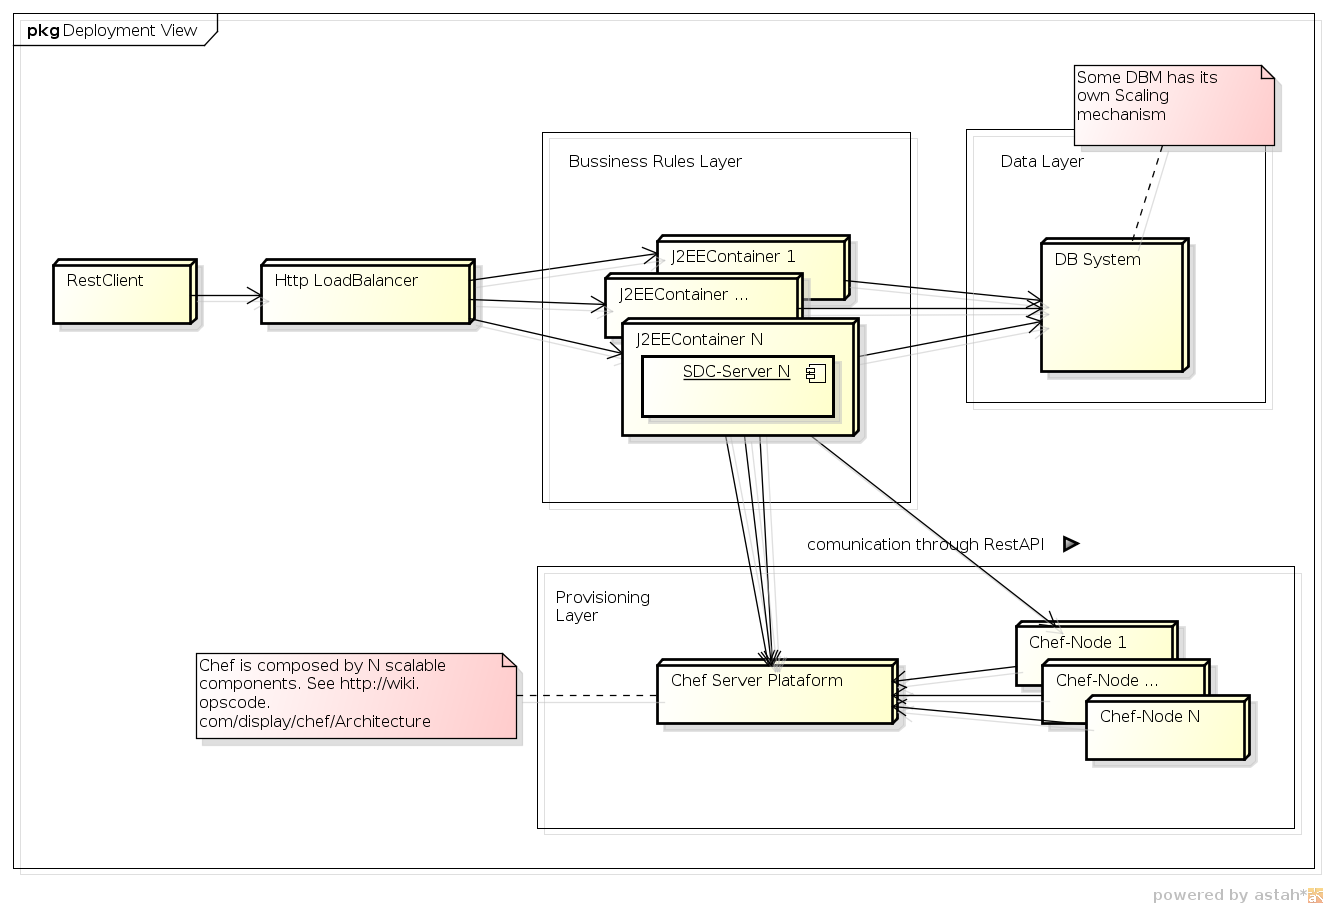 pkg Deployment View
Some DBM has its
own Scaling
mechanism
Bussiness Rules Layer
Data Layer
J2EEContainer 1
DB System
RestClient
Http LoadBalancer
J2EEContainer ...
J2EEContainer N
SDC-Server N
comunication through RestAPI
Provisioning
Layer
Chef-Node 1
Chef is composed by N scalable
components. See http://wiki.
opscode.
com/display/chef/Architecture
Chef Server Plataform
Chef-Node ...
Chef-Node N
powered by astah*